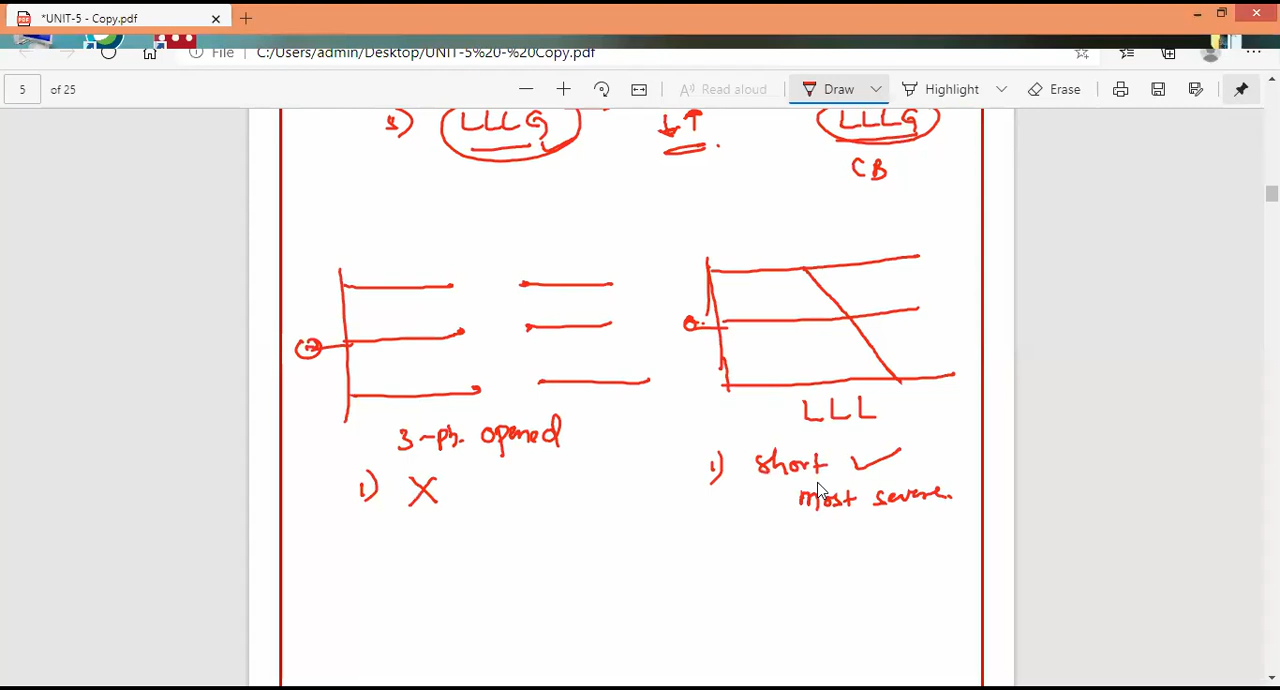 *UNIT-5 - Copy.pdf
File C:/Users/admin/Desktop/UNIT-5%20-%20Copy.pdf
5 of 25 Read aloud Draw Highlight Erase
LLLG LLLG
CB
LLL
3-ph. opened
1) X
1) short ✓
most severe.